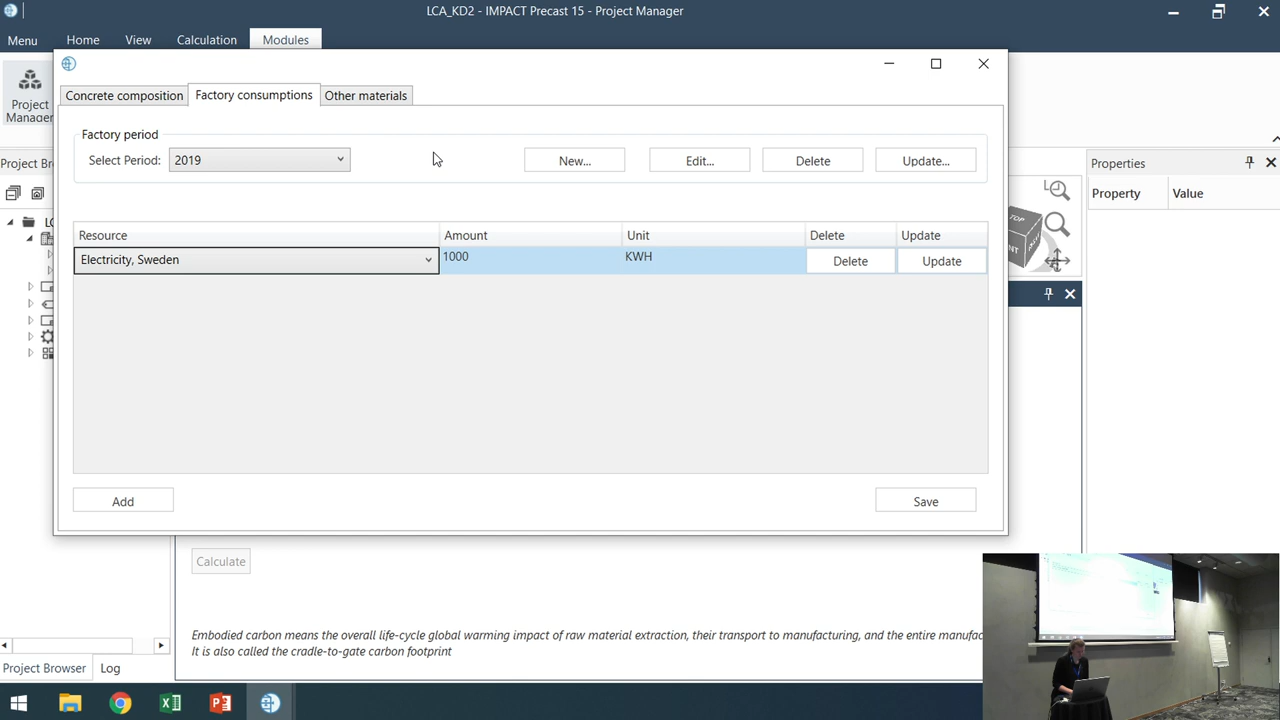 LCA_KD2 - IMPACT Precast 15 - Project Manager
Menu Home View Calculation Modules
Project
Manager
Concrete composition Factory consumptions Other materials
Factory period
Select Period: 2019 New... Edit... Delete Update...
Project Br
Properties
Property Value
LC
TOP
Resource Amount Unit Delete Update
Electricity, Sweden 1000 KWH Delete Update
Add Save
Calculate
Embodied carbon means the overall life-cycle global warming impact of raw material extraction, their transport to manufacturing, and the entire manufac
It is also called the cradle-to-gate carbon footprint
Project Browser Log